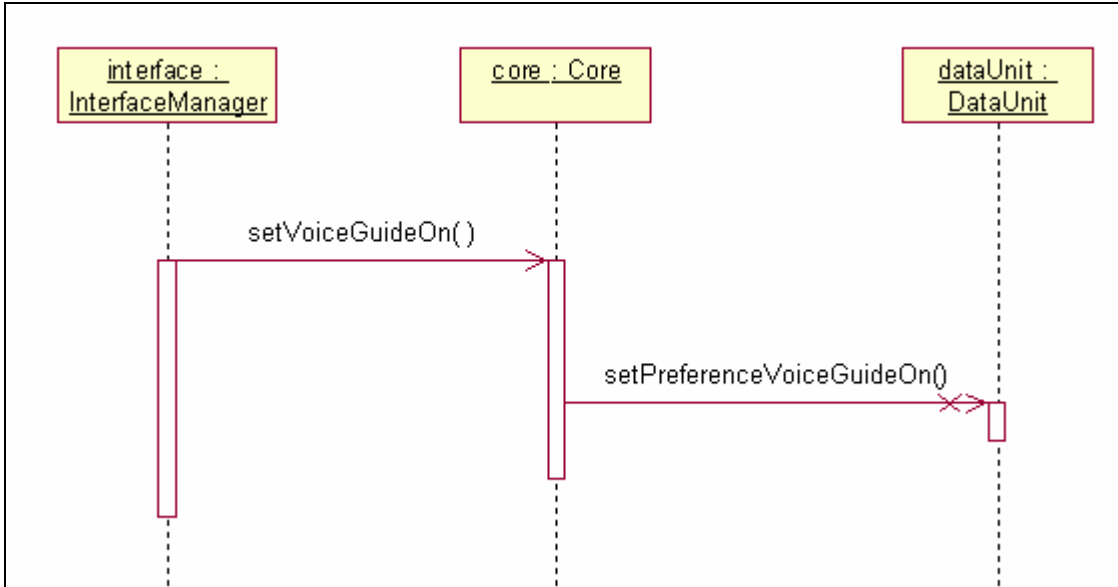 interface :
InterfaceManager
core : Core
dataUnit :
DataUnit
setVoiceGuideOn( )
setPreferenceVoiceGuideOn()